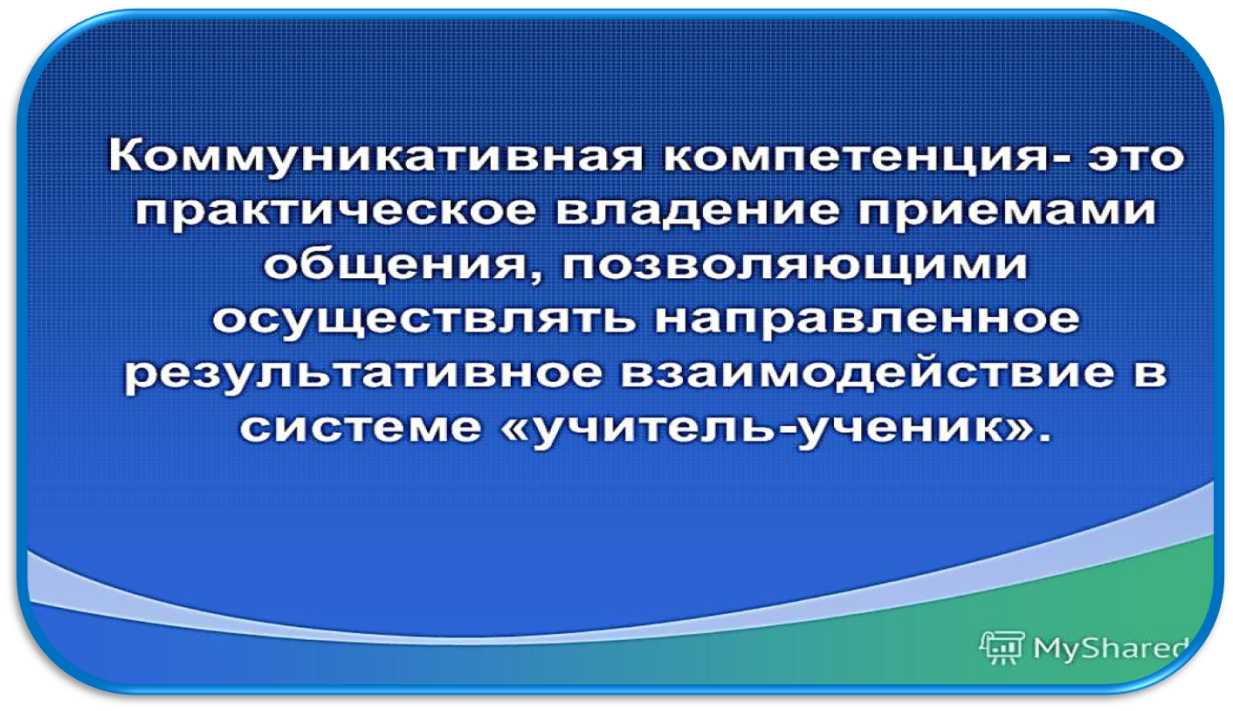 Коммуникативная компетенция- это
практическое владение приемами
общения, позволяющими
осуществлять направленное
результативное взаимодействие в
системе «учитель-ученик».
MyShared